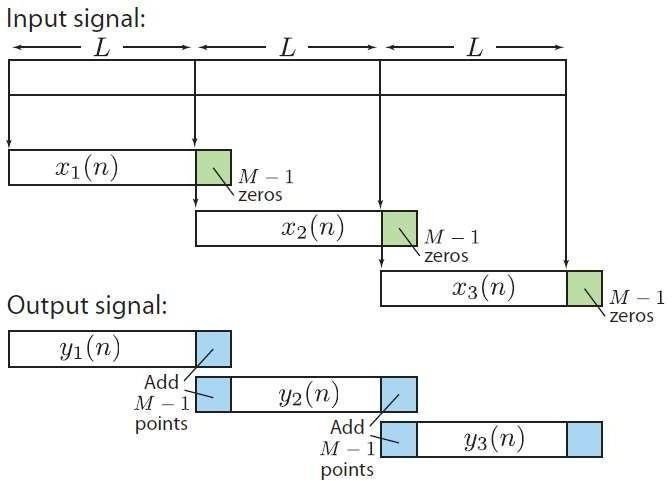 Input signal:
L L L
x₁(n)
M − 1
zeros
x₂(n)
M − 1
zeros
x₃(n)
M − 1
zeros
Output signal:
y₁(n)
Add
M − 1
points
y₂(n)
Add
M − 1
points
y₃(n)